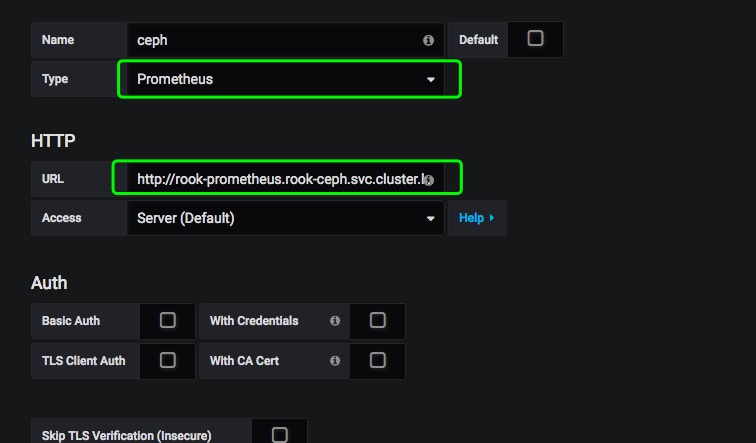 Name ceph Default
Type Prometheus
HTTP
URL http://rook-prometheus.rook-ceph.svc.cluster.l
Access Server (Default) Help
Auth
Basic Auth With Credentials
TLS Client Auth With CA Cert
Skip TLS Verification (Insecure)